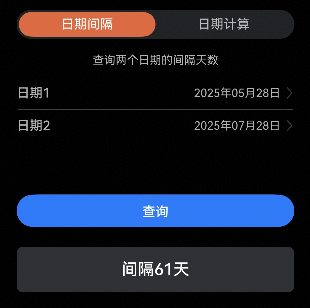 日期间隔 日期计算
查询两个日期的间隔天数
日期1 2025年05月28日
日期2 2025年07月28日
查询
间隔61天